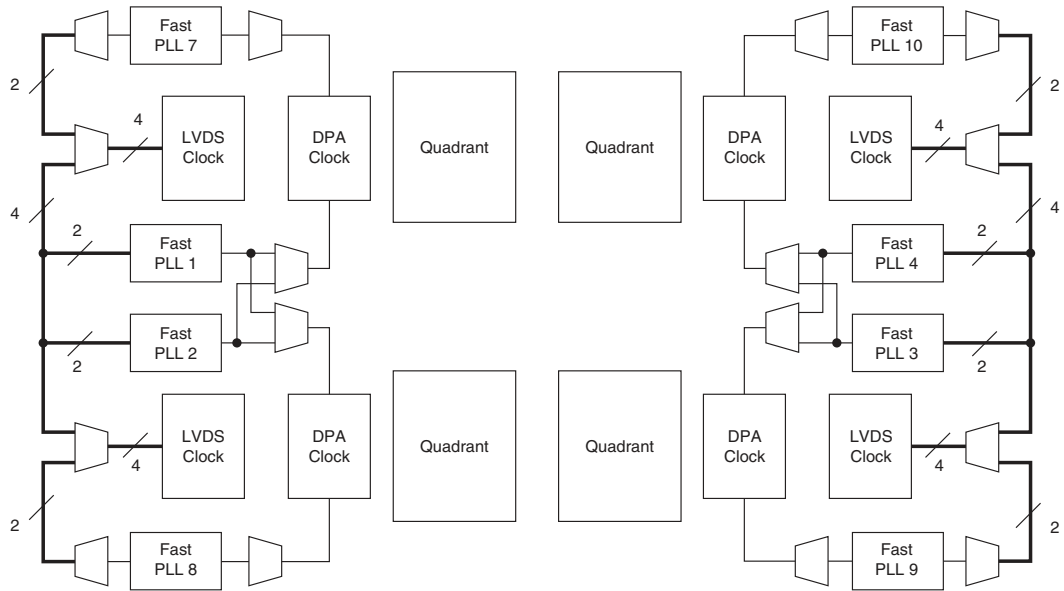 Fast
PLL 7
Fast
PLL 10
2
2
4
LVDS
Clock
DPA
Clock
Quadrant
Quadrant
DPA
Clock
LVDS
Clock
4
4
4
2
Fast
PLL 1
Fast
PLL 4
2
2
Fast
PLL 2
Fast
PLL 3
2
LVDS
Clock
DPA
Clock
Quadrant
Quadrant
DPA
Clock
LVDS
Clock
4
4
2
2
Fast
PLL 8
Fast
PLL 9